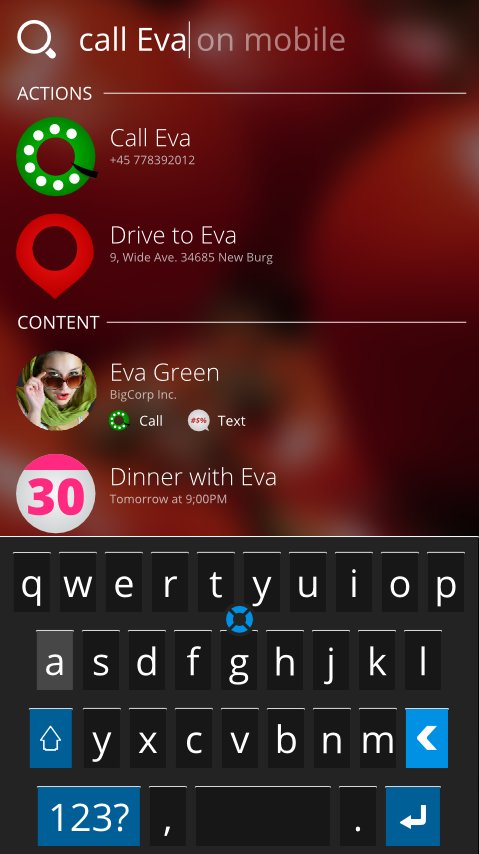 call Eva on mobile
ACTIONS
Call Eva
+45 778392012
Drive to Eva
9, Wide Ave. 34685 New Burg
CONTENT
Eva Green
BigCorp Inc.
Call #5% Text
30 Dinner with Eva
Tomorrow at 9;00PM
q w e r t y u i o p
a s d f g h j k l
y x c v b n m
123? , .